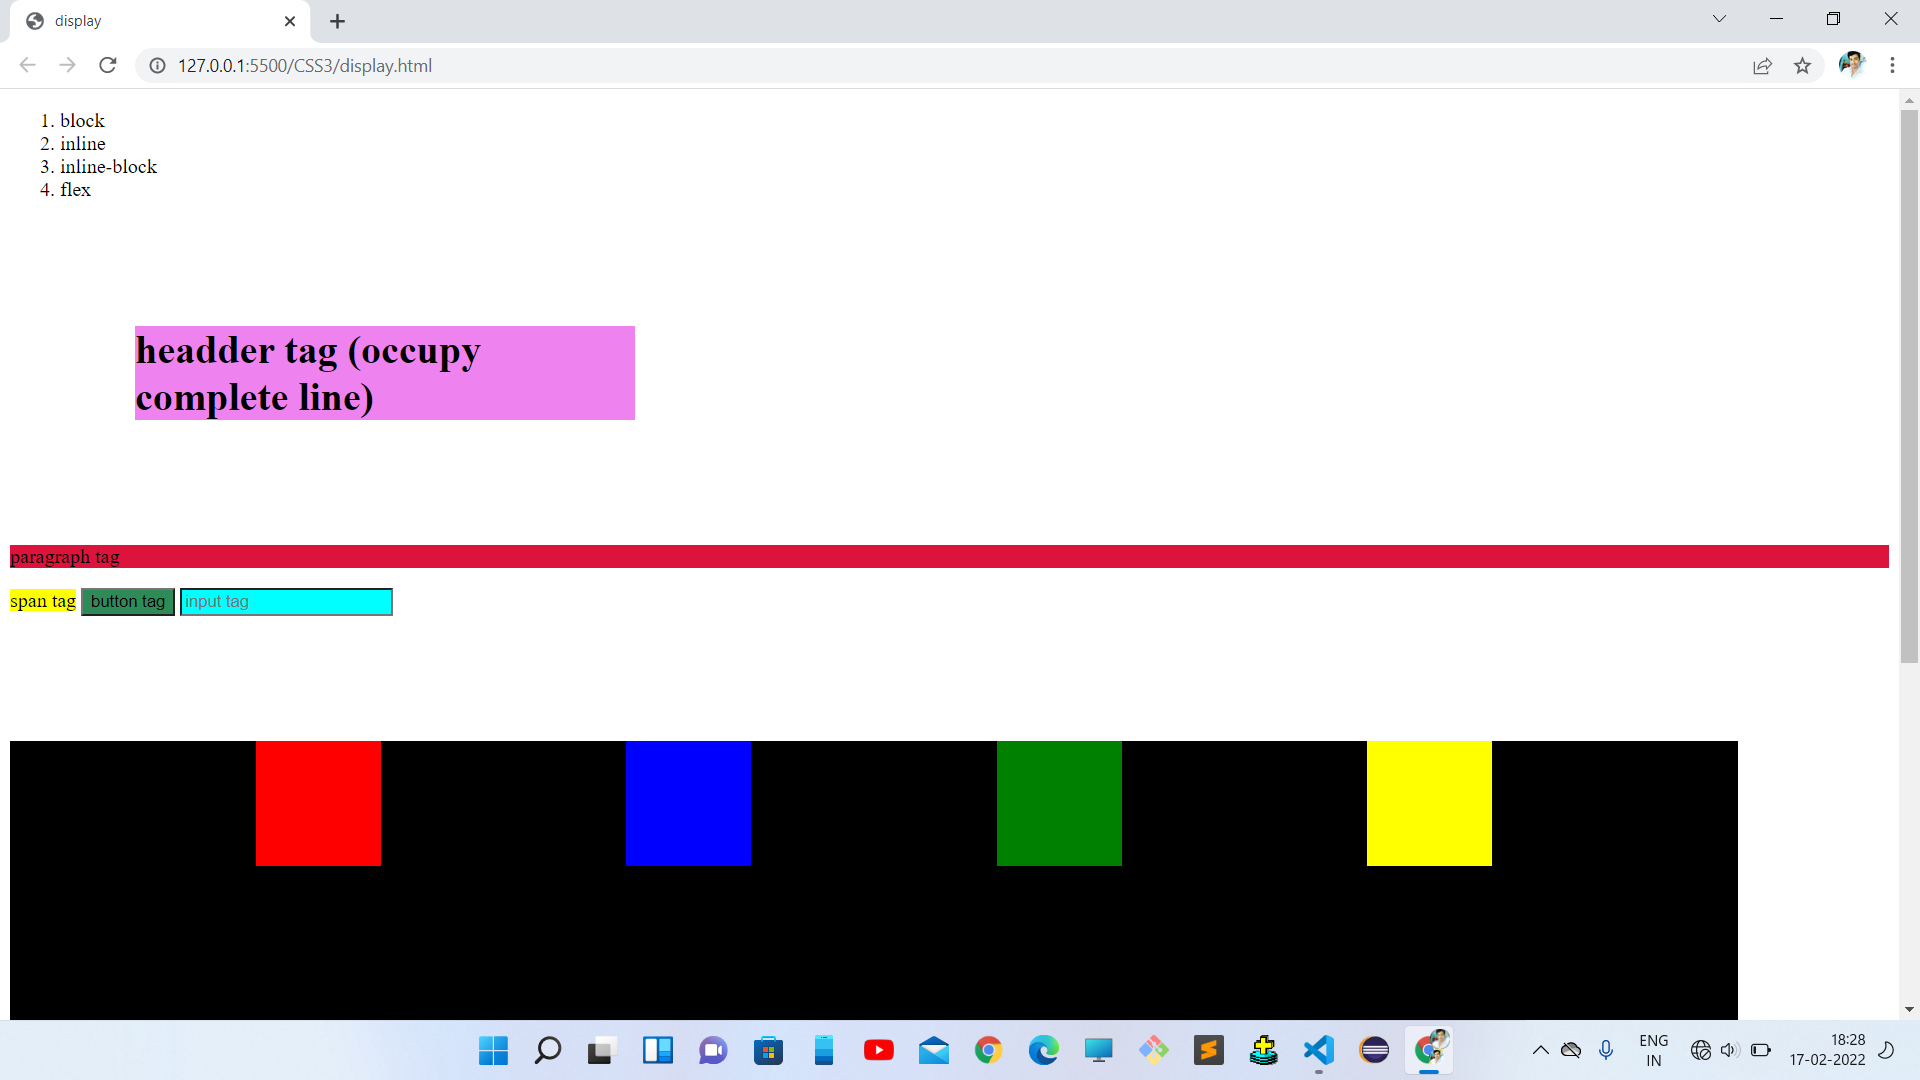 display
127.0.0.1:5500/CSS3/display.html
1. block
2. inline
3. inline-block
4. flex
headder tag (occupy
complete line)
paragraph tag
span tag button tag input tag
ENG
IN
18:28
17-02-2022